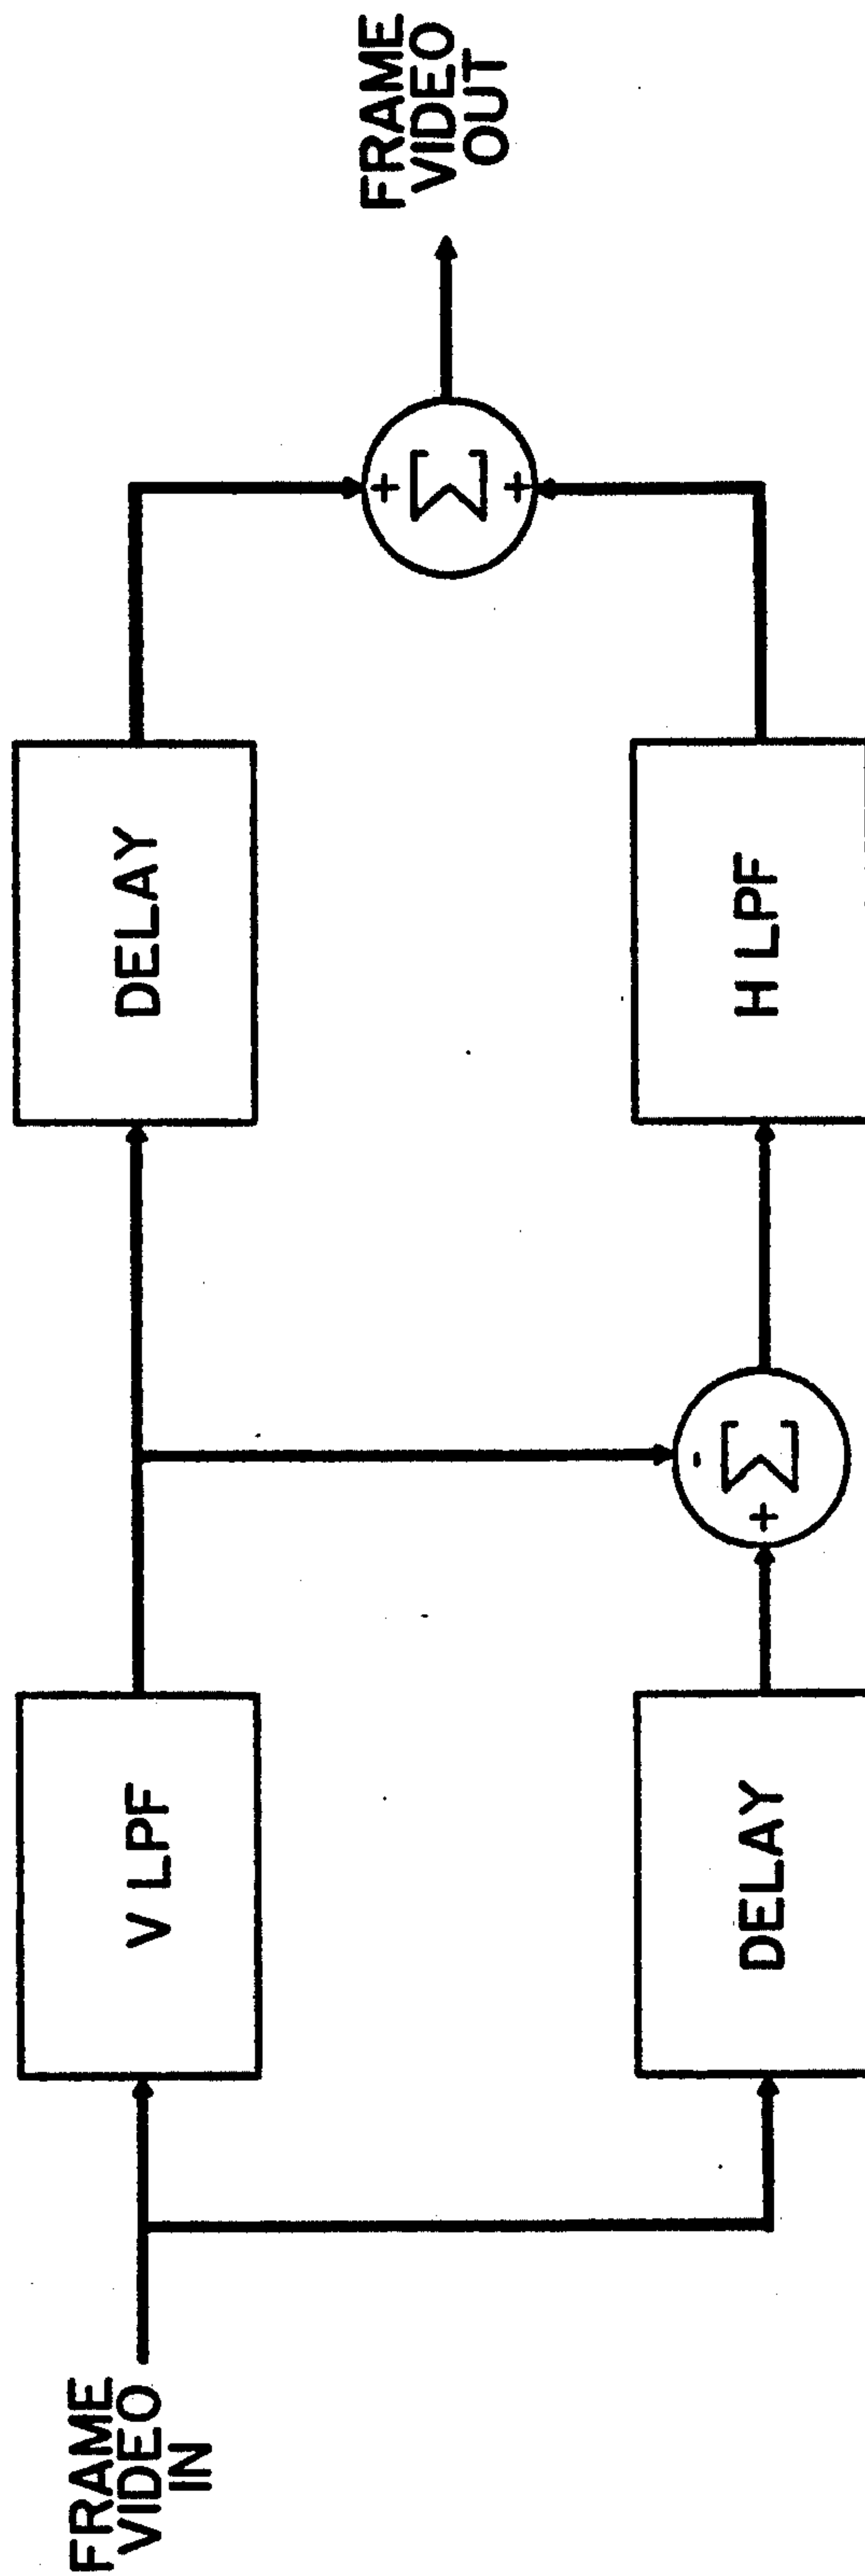 FRAME
VIDEO
IN
V LPF
DELAY
DELAY
- Σ +
H LPF
+ Σ +
FRAME
VIDEO
OUT